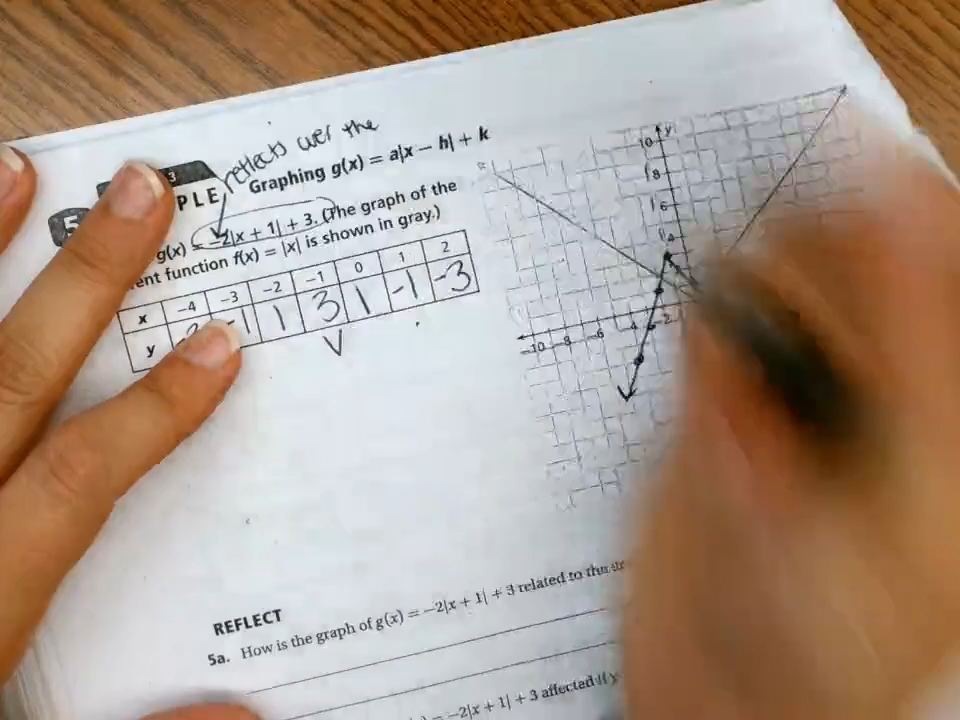 reflects over the
3
5 PLE Graphing g(x) = a|x − h| + k
g(x) = −2|x + 1| + 3. (The graph of the
ent function f(x) = |x| is shown in gray.)
x −4 −3 −2 −1 0 1 2
y -1 1 3 1 -1 -3
V
y
10
8
6
4
−10 −8 −6 −4 −2
REFLECT
5a. How is the graph of g(x) = −2|x + 1| + 3 related to the
= −2|x + 1| + 3 affected if y